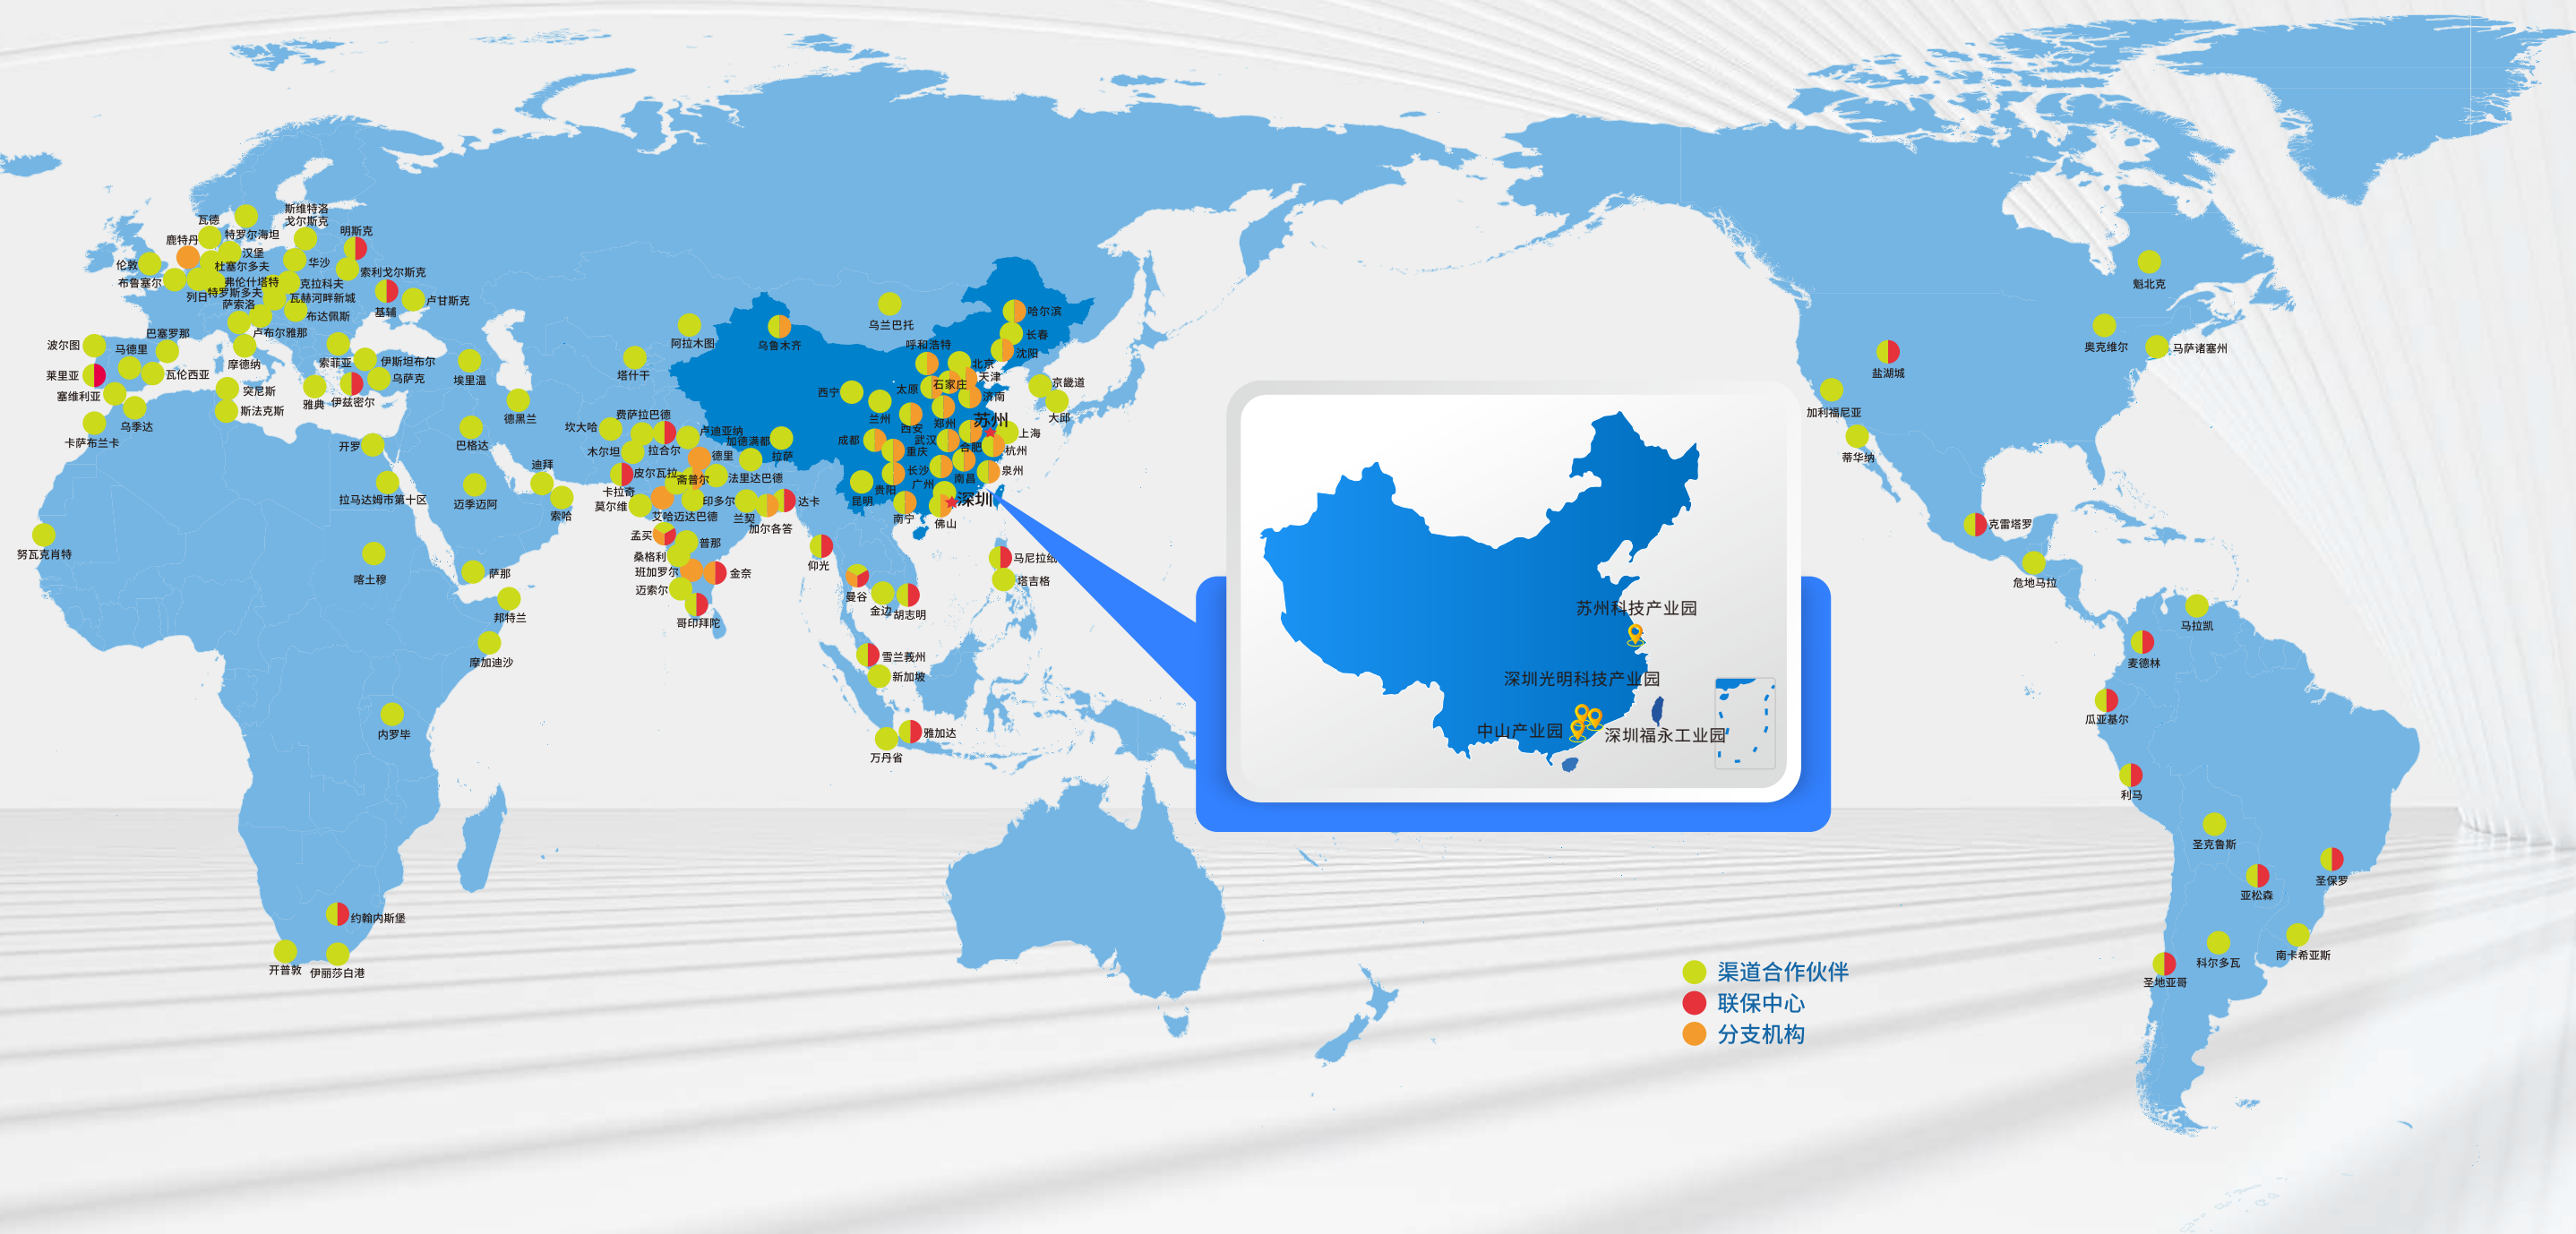 斯维特洛
戈尔斯克
瓦德
特罗尔海坦
明斯克
鹿特丹
汉堡
华沙
伦敦
杜塞尔多夫
索利戈尔斯克
布鲁塞尔
弗伦什塔特
克拉科夫
列日
特罗斯多夫
瓦赫河畔新城
卢甘斯克
萨索洛
布达佩斯
基辅
巴塞罗那
卢布尔雅那
波尔图
马德里
摩德纳
索菲亚
伊斯坦布尔
莱里亚
瓦伦西亚
乌萨克
埃里温
塞维利亚
突尼斯
雅典
伊兹密尔
乌季达
斯法克斯
德黑兰
卡萨布兰卡
开罗
巴格达
迪拜
拉马达姆市第十区
迈季迈阿
索哈
努瓦克肖特
喀土穆
萨那
邦特兰
摩加迪沙
内罗毕
约翰内斯堡
开普敦
伊丽莎白港
阿拉木图
塔什干
乌鲁木齐
乌兰巴托
哈尔滨
长春
呼和浩特
沈阳
北京
天津
石家庄
太原
济南
西宁
兰州
西安
郑州
苏州
上海
京畿道
大邱
费萨拉巴德
坎大哈
卢迪亚纳
加德满都
拉合尔
木尔坦
德里
拉萨
成都
重庆
武汉
合肥
杭州
皮尔瓦拉
斋普尔
法里达巴德
卡拉奇
长沙
南昌
泉州
贵阳
广州
昆明
深圳
莫尔维
印多尔
艾哈迈达巴德
兰契
达卡
加尔各答
南宁
佛山
孟买
普那
桑格利
班加罗尔
金奈
迈索尔
哥印拜陀
仰光
曼谷
金边
胡志明
马尼拉纸
塔吉格
雪兰莪州
新加坡
雅加达
万丹省
苏州科技产业园
深圳光明科技产业园
中山产业园
深圳福永工业园
魁北克
奥克维尔
马萨诸塞州
盐湖城
加利福尼亚
蒂华纳
克雷塔罗
危地马拉
马拉凯
麦德林
瓜亚基尔
利马
圣克鲁斯
圣保罗
亚松森
南卡希亚斯
科尔多瓦
圣地亚哥
渠道合作伙伴
联保中心
分支机构